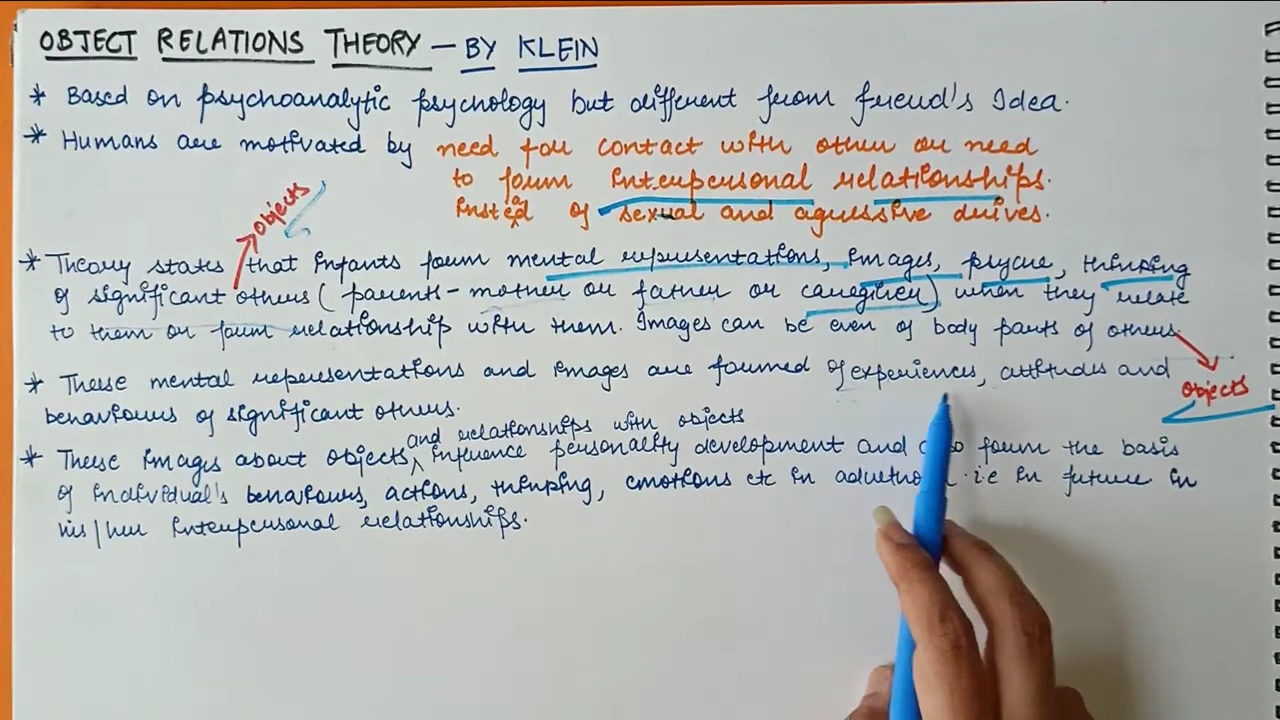 OBJECT RELATIONS THEORY – BY KLEIN
* Based on psychoanalytic psychology but different from freud's Idea.
* Humans are motivated by need for contact with other or need
to form interpersonal relationships.
instead of sexual and agressive drives.
objects
* Theory states that infants form mental representations, images, psyche, thinking
of significant others (parents - mother or father or caregiver) when they relate
to them or form relationship with them. Images can be even of body parts of others.
objects
* These mental representations and images are formed of experiences, attitudes and
behaviours of significant others.
and relationships with objects
* These images about objects influence personality development and also form the basis
of individual's behaviours, actions, thinking, emotions etc in i.e in future in
his/her interpersonal relationships.